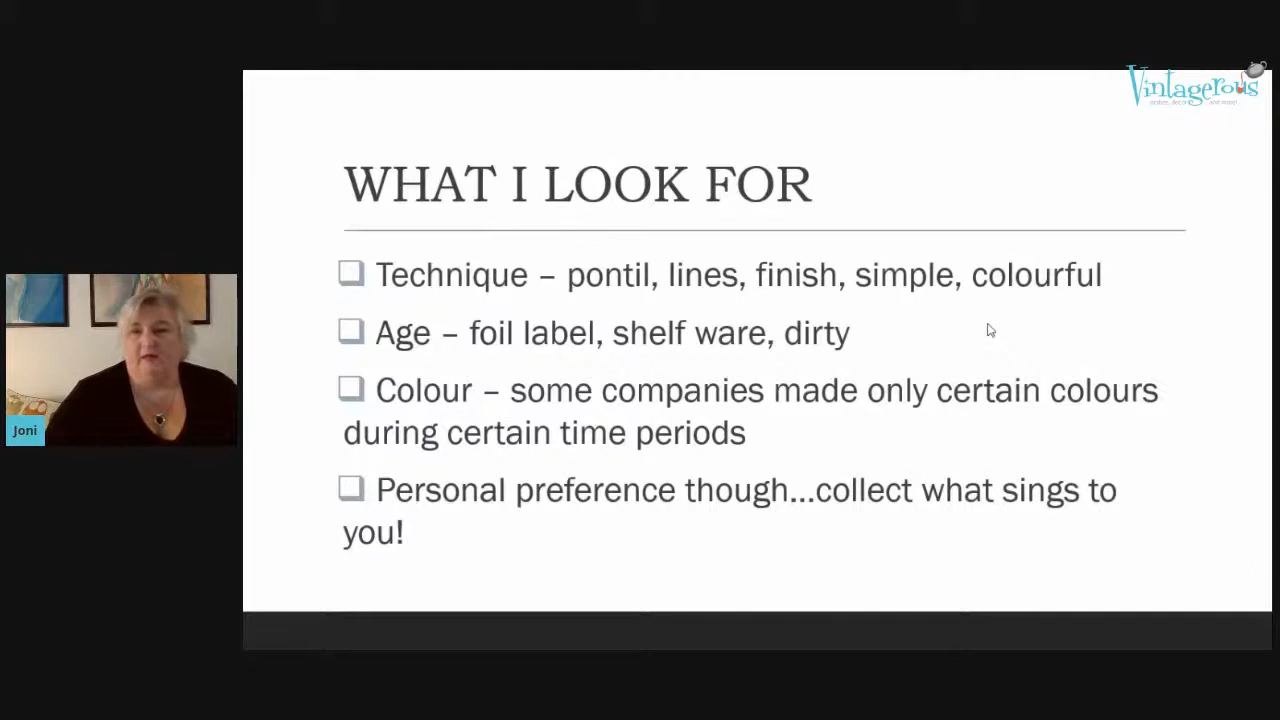 Vintagerous
WHAT I LOOK FOR
Technique – pontil, lines, finish, simple, colourful
Age – foil label, shelf ware, dirty
Colour – some companies made only certain colours
during certain time periods
Personal preference though...collect what sings to
you!
Joni